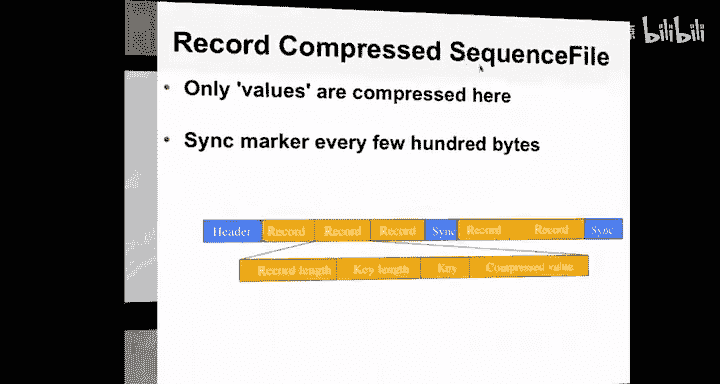 bilibili
Record Compressed SequenceFile
• Only 'values' are compressed here
• Sync marker every few hundred bytes
Header Record Record Record Sync Record Record Sync
Record length Key length Key Compressed value